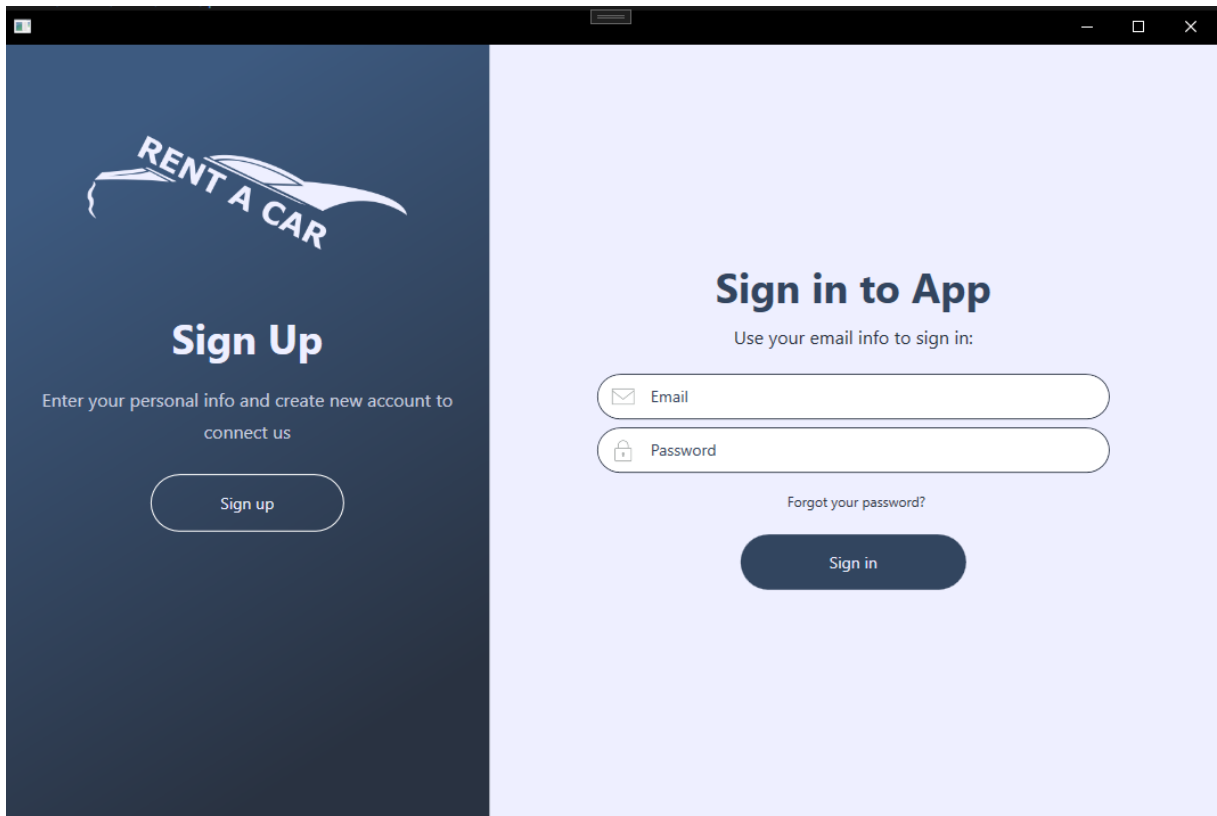 RENT A CAR
Sign Up
Enter your personal info and create new account to
connect us
Sign up
Sign in to App
Use your email info to sign in:
Email
Password
Forgot your password?
Sign in